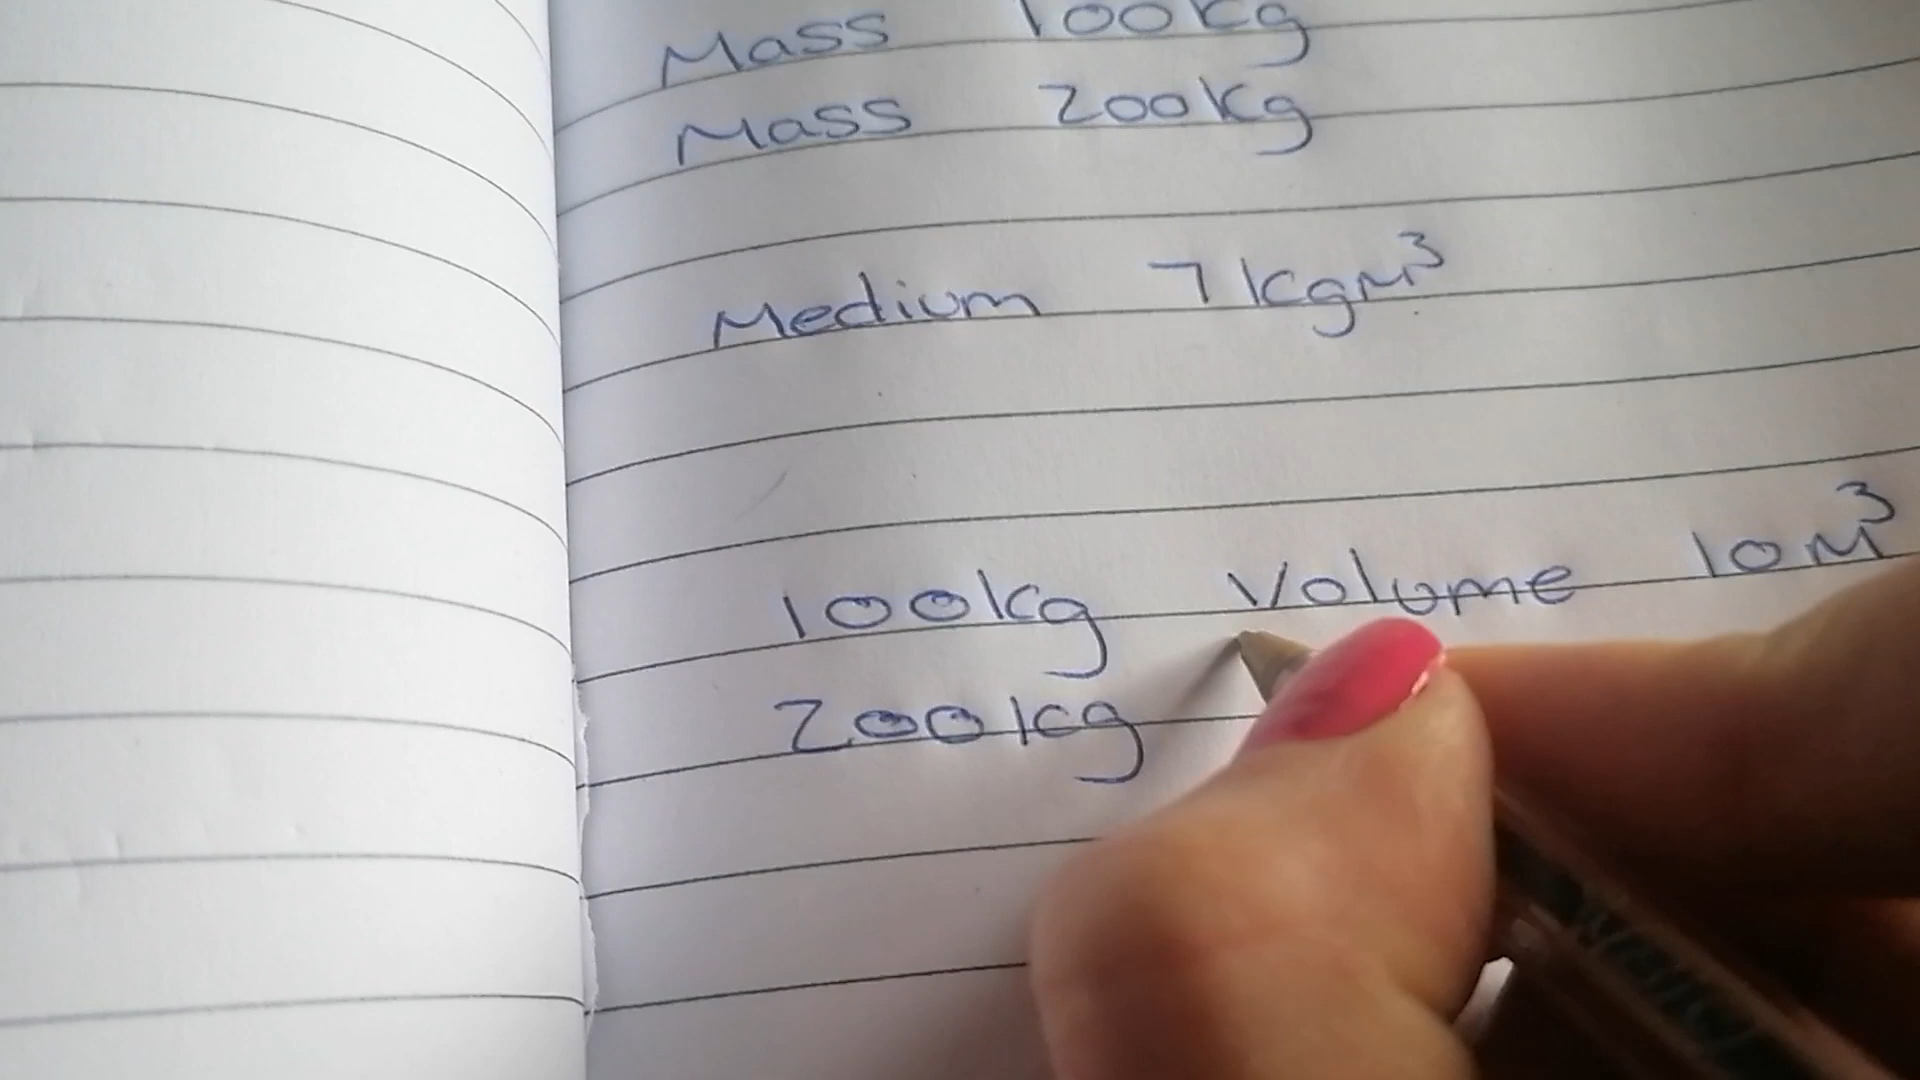 Mass 100kg
Mass 200kg
Medium 7kgm³
100kg Volume 10m³
200kg